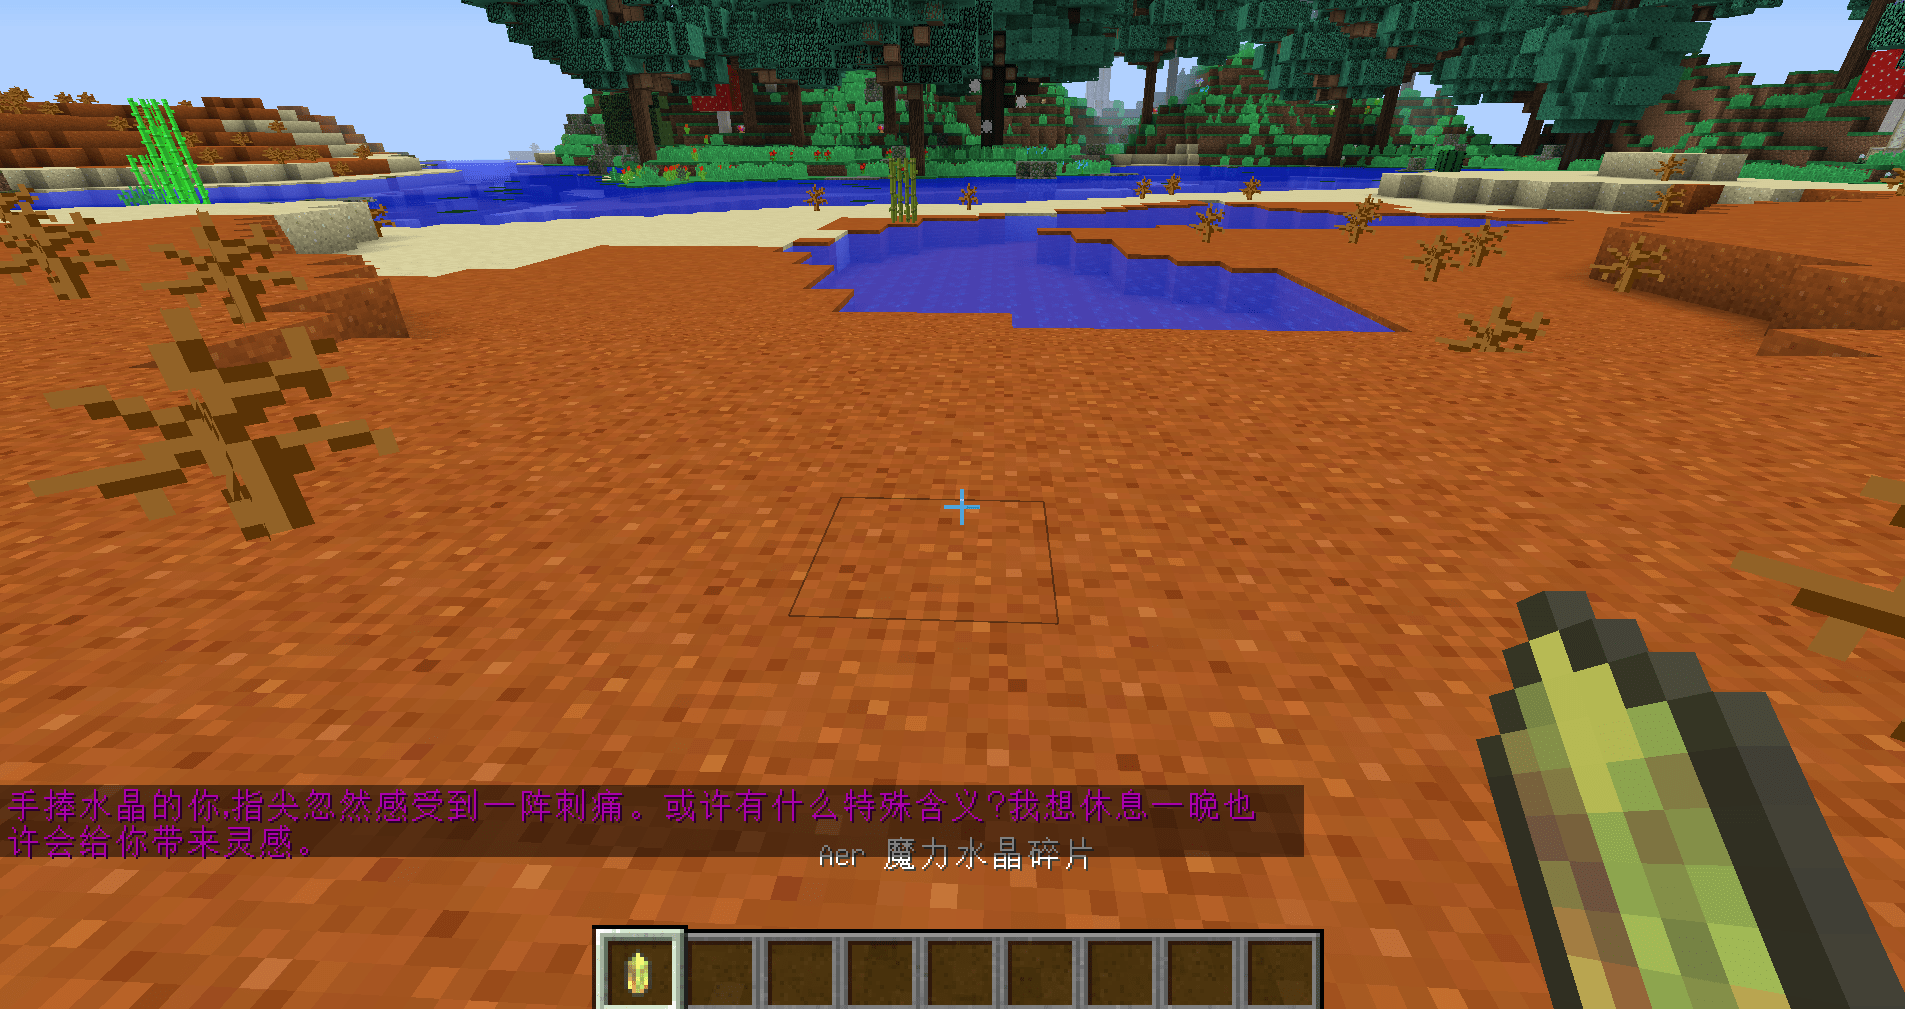 手捧水晶的你,指尖忽然感受到一阵刺痛。或许有什么特殊含义?我想休息一晚也
许会给你带来灵感。
Aer 魔力水晶碎片